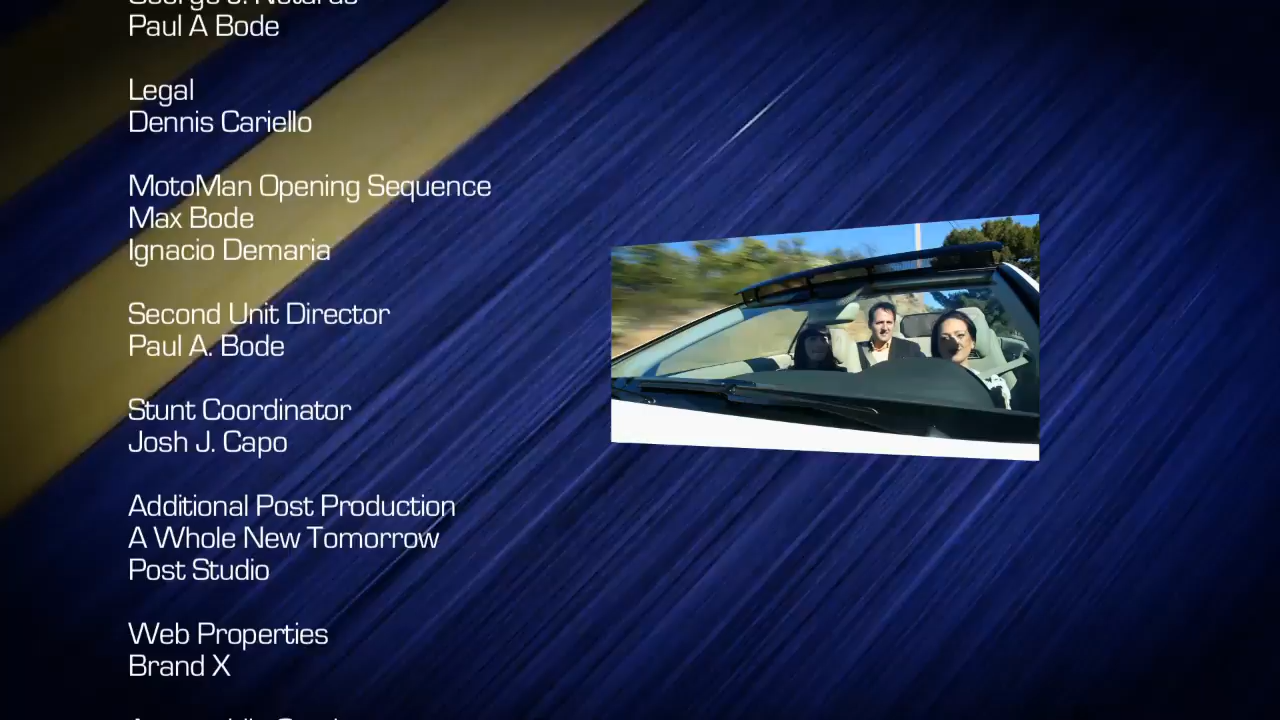 Paul A Bode
Legal
Dennis Cariello
MotoMan Opening Sequence
Max Bode
Ignacio Demaria
Second Unit Director
Paul A. Bode
Stunt Coordinator
Josh J. Capo
Additional Post Production
A Whole New Tomorrow
Post Studio
Web Properties
Brand X